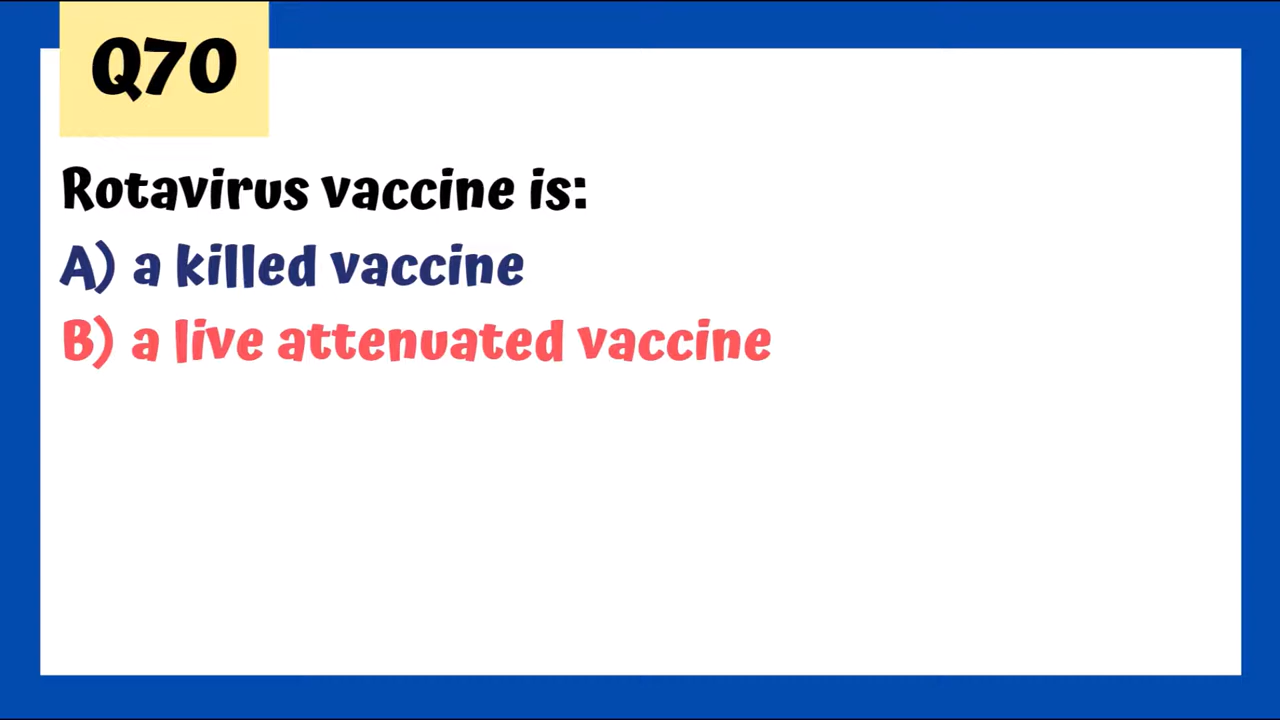 Q70
Rotavirus vaccine is:
A) a killed vaccine
B) a live attenuated vaccine